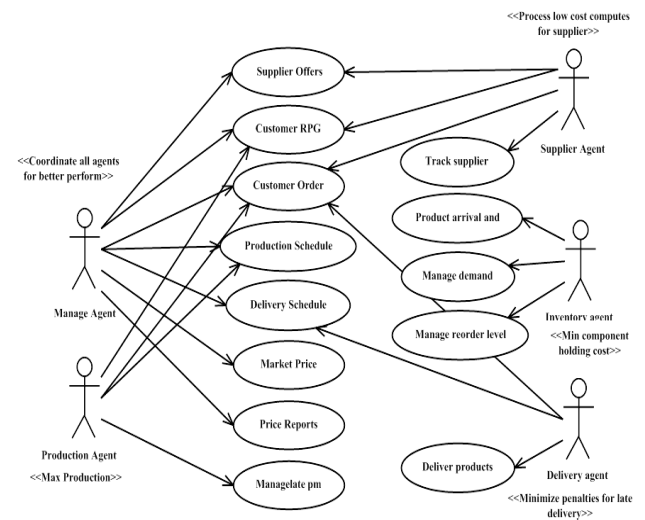 <<Process low cost computes
for supplier>>
Supplier Offers
Customer RPG
<<Coordinate all agents
for better perform>>
Supplier Agent
Track supplier
Customer Order
Product arrival and
Production Schedule
Manage demand
Manage Agent
Delivery Schedule
Inventory agent
Manage reorder level
<<Min component
holding cost>>
Market Price
Price Reports
Production Agent
<<Max Production>>
Deliver products
Delivery agent
Managelate pm
<<Minimize penalties for late
delivery>>